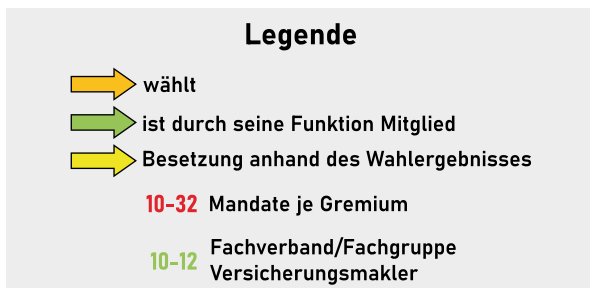 Legende
wählt
ist durch seine Funktion Mitglied
Besetzung anhand des Wahlergebnisses
10-32 Mandate je Gremium
10-12 Fachverband/Fachgruppe
Versicherungsmakler